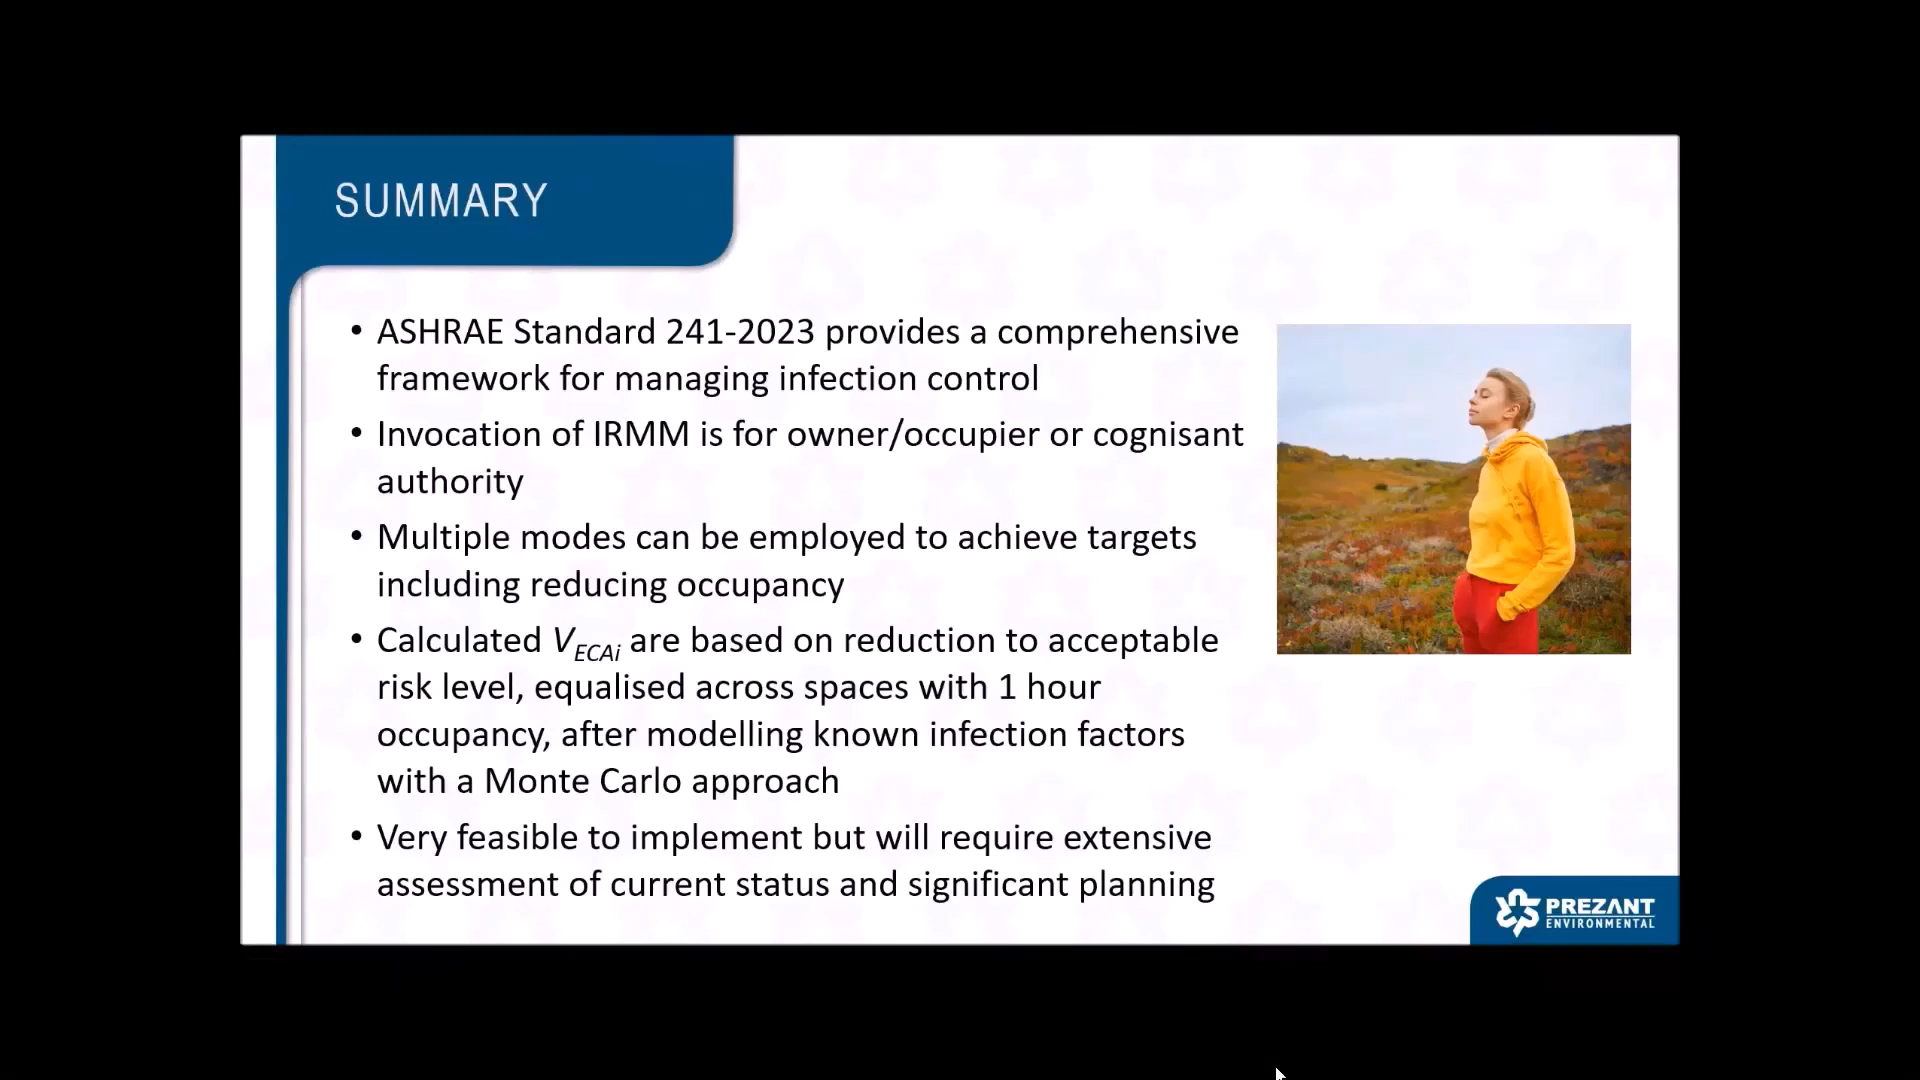 SUMMARY
• ASHRAE Standard 241-2023 provides a comprehensive
framework for managing infection control
• Invocation of IRMM is for owner/occupier or cognisant
authority
• Multiple modes can be employed to achieve targets
including reducing occupancy
• Calculated V_ECAi are based on reduction to acceptable
risk level, equalised across spaces with 1 hour
occupancy, after modelling known infection factors
with a Monte Carlo approach
• Very feasible to implement but will require extensive
assessment of current status and significant planning
PREZANT
ENVIRONMENTAL